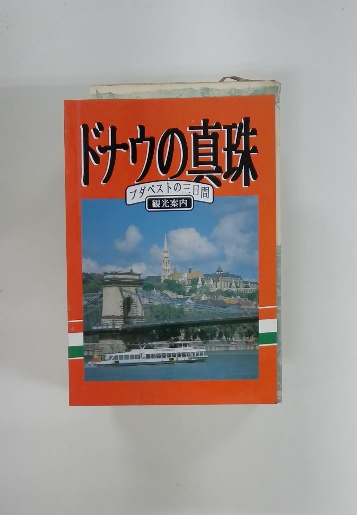 ドナウの真珠
ブダペストの三日間
観光案内